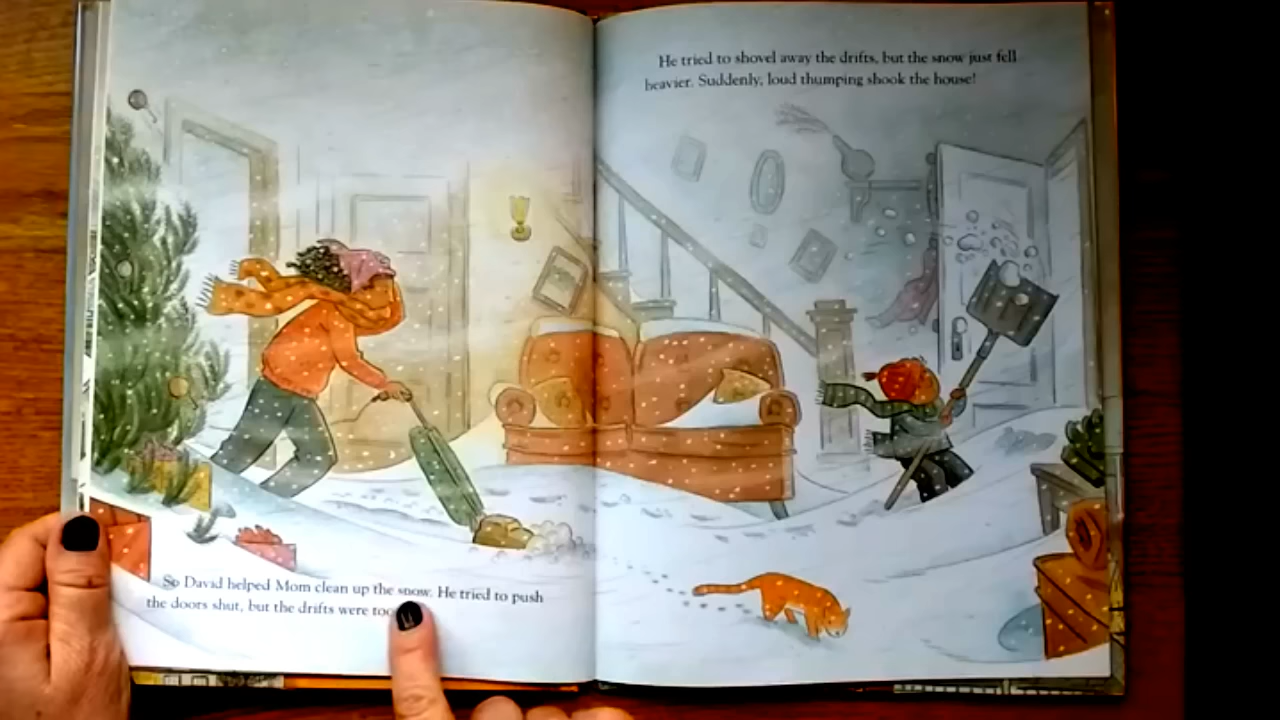 So David helped Mom clean up the snow. He tried to push
the doors shut, but the drifts were too
He tried to shovel away the drifts, but the snow just fell
heavier. Suddenly, loud thumping shook the house!